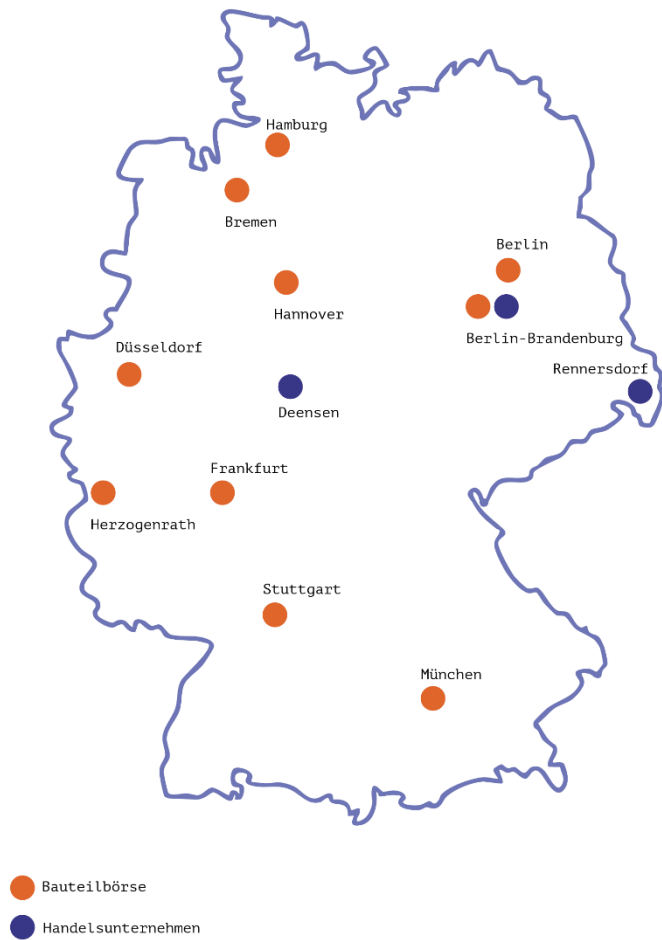 Hamburg
Bremen
Berlin
Hannover
Berlin-Brandenburg
Düsseldorf
Rennersdorf
Deensen
Frankfurt
Herzogenrath
Stuttgart
München
Bauteilbörse
Handelsunternehmen